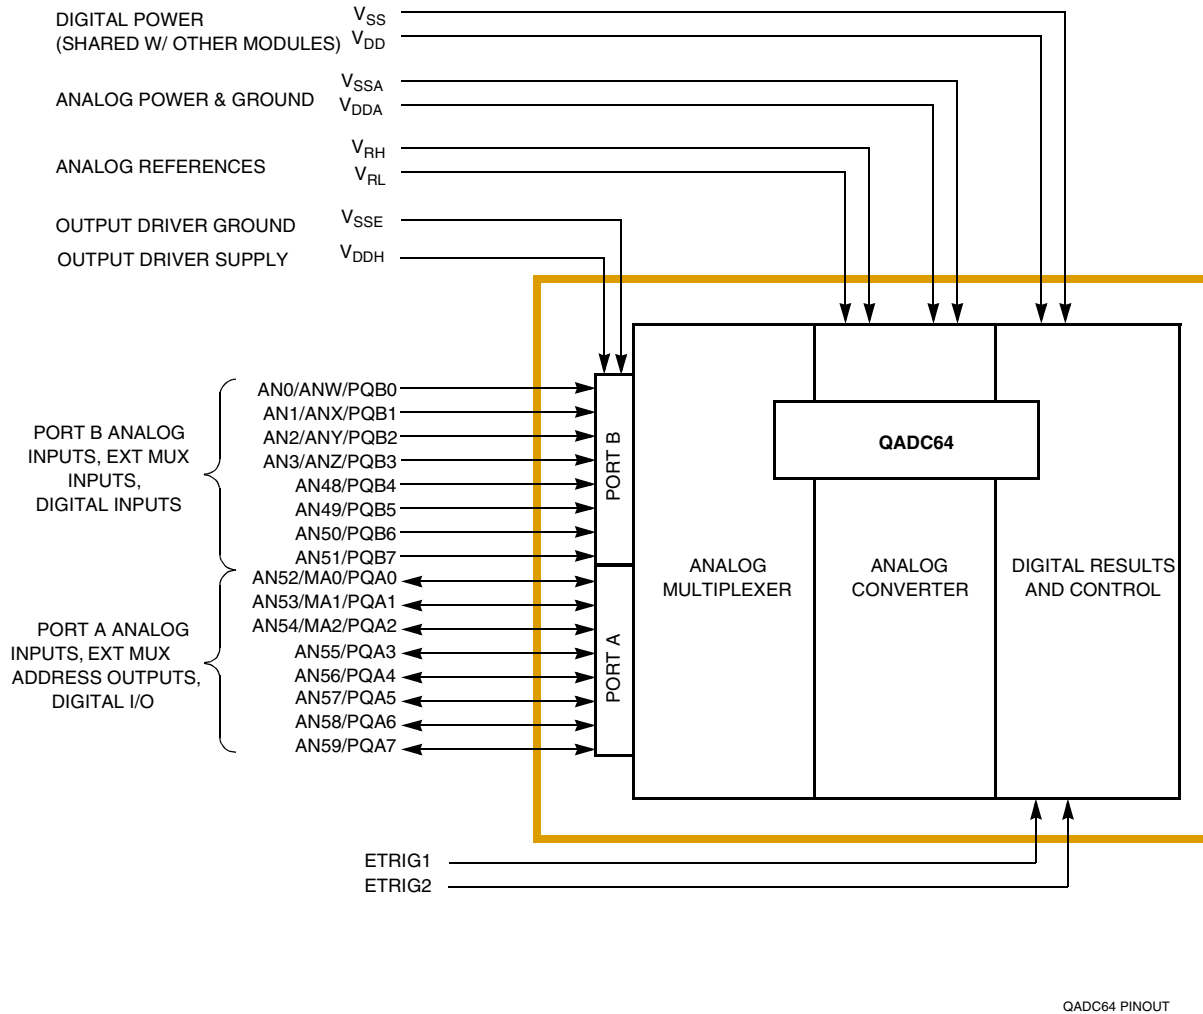 DIGITAL POWER
(SHARED W/ OTHER MODULES)
VSS
VDD
ANALOG POWER & GROUND
VSSA
VDDA
ANALOG REFERENCES
VRH
VRL
OUTPUT DRIVER GROUND
VSSE
OUTPUT DRIVER SUPPLY
VDDH
PORT B ANALOG
INPUTS, EXT MUX
INPUTS,
DIGITAL INPUTS
AN0/ANW/PQB0
AN1/ANX/PQB1
AN2/ANY/PQB2
AN3/ANZ/PQB3
AN48/PQB4
AN49/PQB5
AN50/PQB6
AN51/PQB7
PORT A ANALOG
INPUTS, EXT MUX
ADDRESS OUTPUTS,
DIGITAL I/O
AN52/MA0/PQA0
AN53/MA1/PQA1
AN54/MA2/PQA2
AN55/PQA3
AN56/PQA4
AN57/PQA5
AN58/PQA6
AN59/PQA7
PORT B
PORT A
QADC64
ANALOG
MULTIPLEXER
ANALOG
CONVERTER
DIGITAL RESULTS
AND CONTROL
ETRIG1
ETRIG2
QADC64 PINOUT